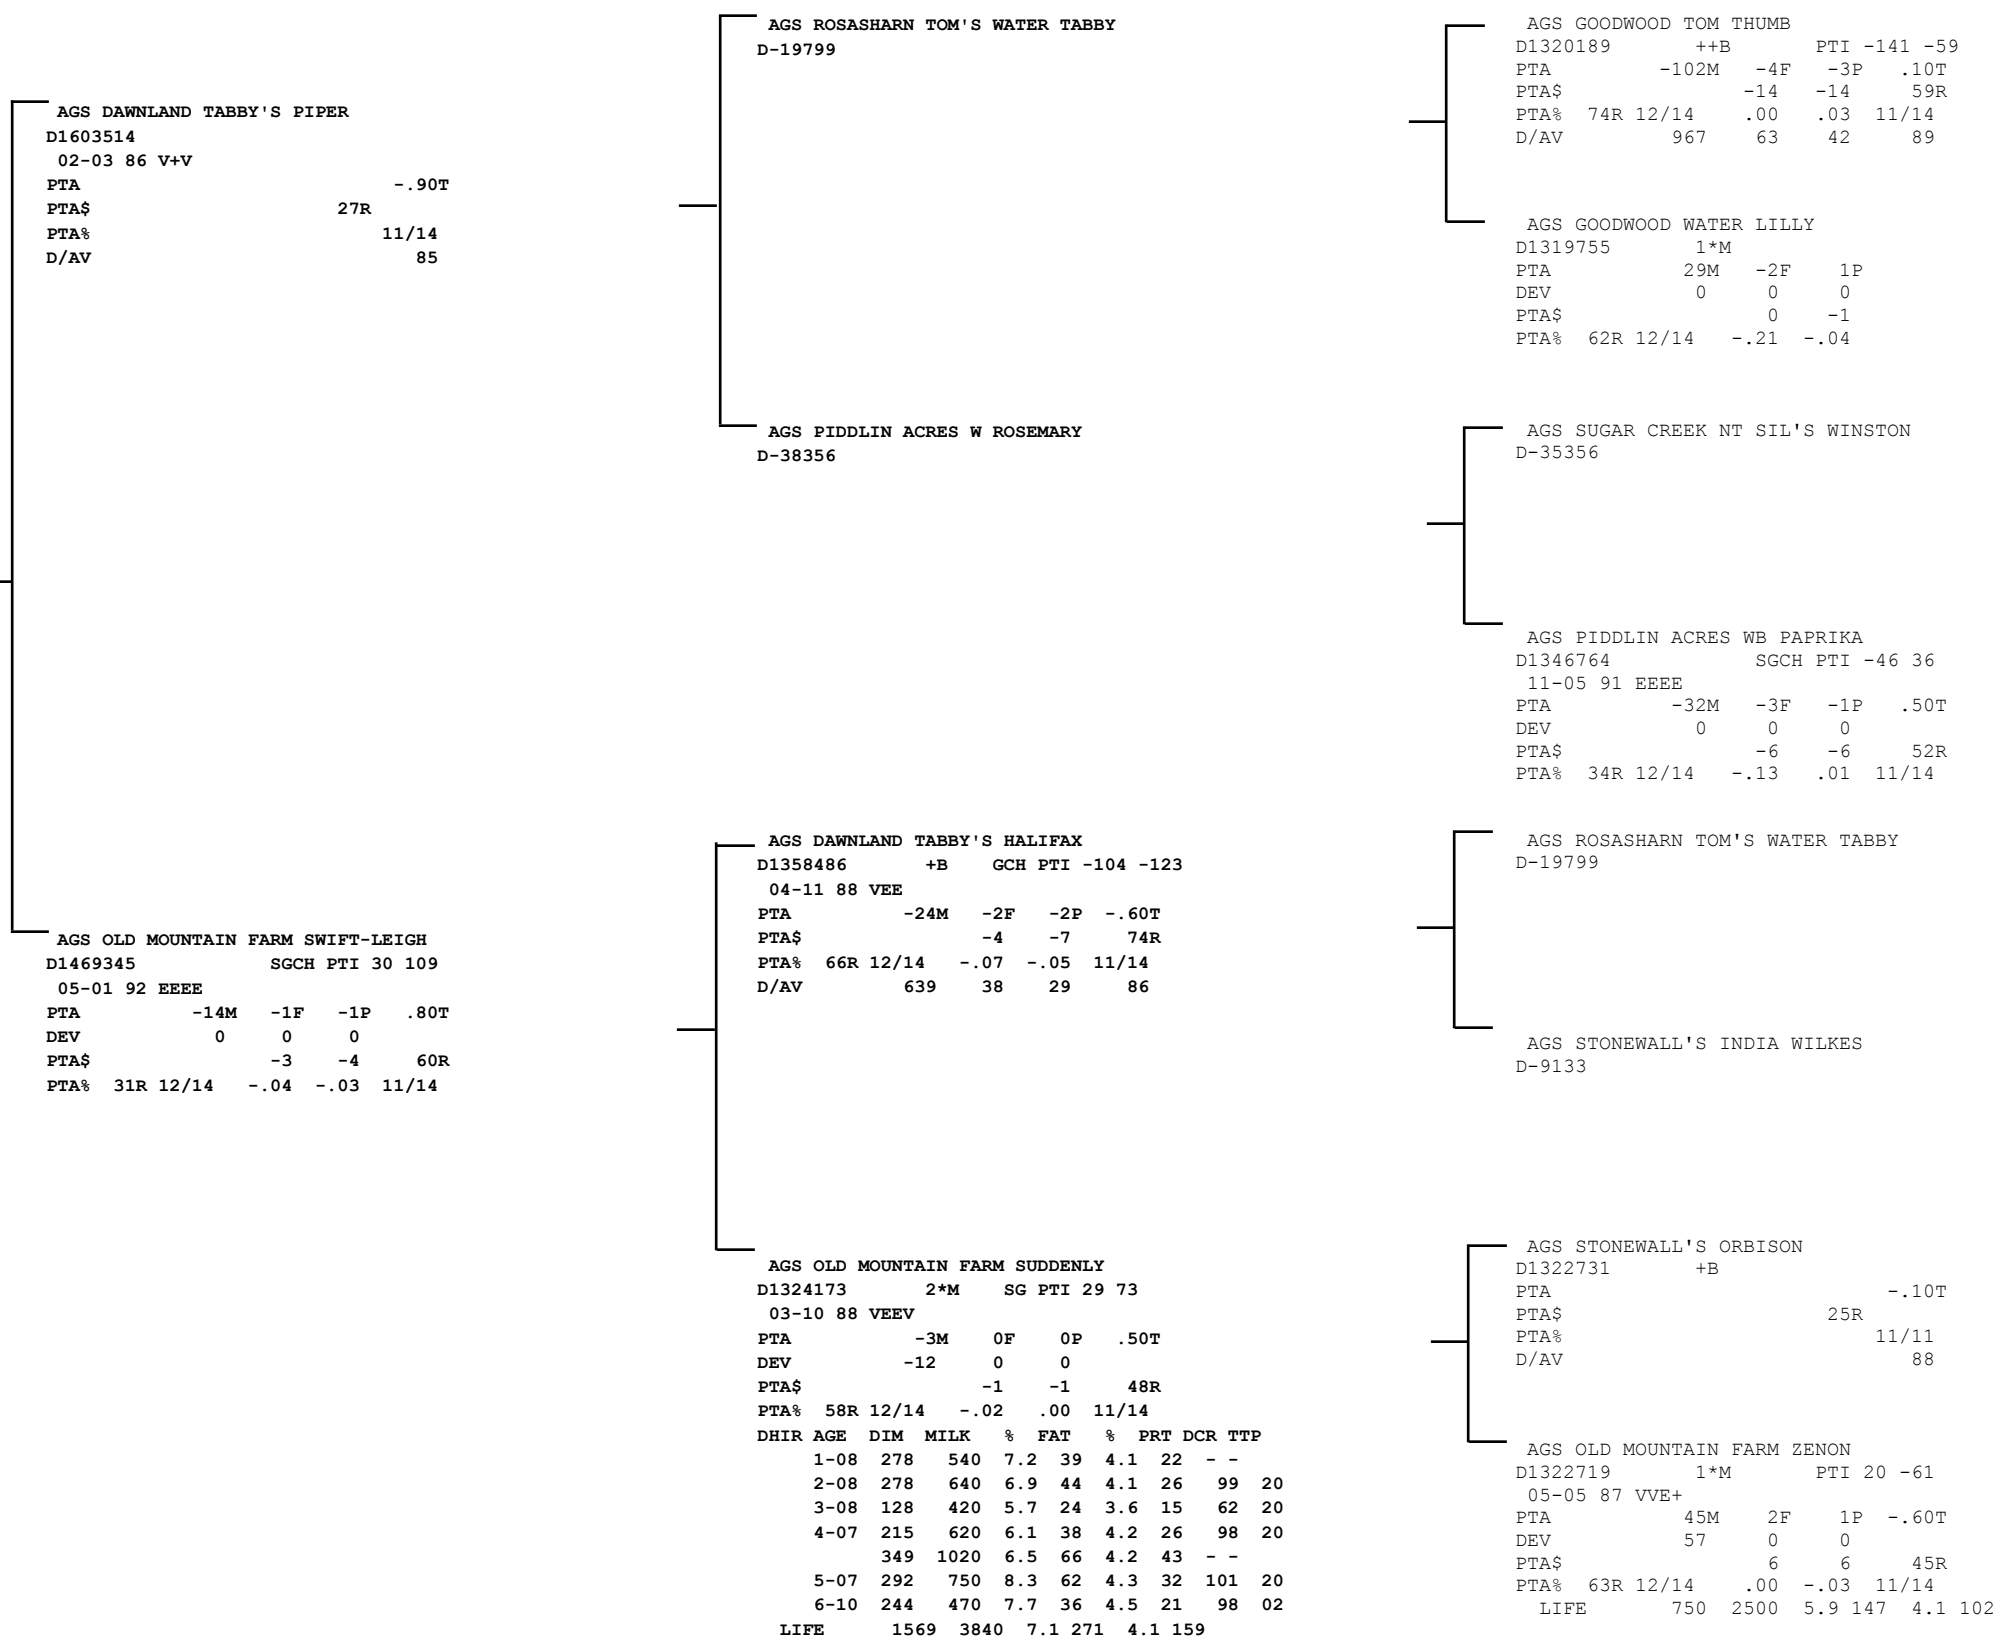 AGS DAWNLAND TABBY'S PIPER
D1603514
02-03 86 V+V
PTA -.90T
PTA$ 27R
PTA% 11/14
D/AV 85
AGS OLD MOUNTAIN FARM SWIFT-LEIGH
D1469345 SGCH PTI 30 109
05-01 92 EEEE
PTA -14M -1F -1P .80T
DEV 0 0 0
PTA$ -3 -4 60R
PTA% 31R 12/14 -.04 -.03 11/14
AGS ROSASHARN TOM'S WATER TABBY
D-19799
AGS PIDDLIN ACRES W ROSEMARY
D-38356
AGS DAWNLAND TABBY'S HALIFAX
D1358486 +B GCH PTI -104 -123
04-11 88 VEE
PTA -24M -2F -2P -.60T
PTA$ -4 -7 74R
PTA% 66R 12/14 -.07 -.05 11/14
D/AV 639 38 29 86
AGS OLD MOUNTAIN FARM SUDDENLY
D1324173 2*M SG PTI 29 73
03-10 88 VEEV
PTA -3M 0F 0P .50T
DEV -12 0 0
PTA$ -1 -1 48R
PTA% 58R 12/14 -.02 .00 11/14
DHIR AGE DIM MILK % FAT % PRT DCR TTP
1-08 278 540 7.2 39 4.1 22 - -
2-08 278 640 6.9 44 4.1 26 99 20
3-08 128 420 5.7 24 3.6 15 62 20
4-07 215 620 6.1 38 4.2 26 98 20
349 1020 6.5 66 4.2 43 - -
5-07 292 750 8.3 62 4.3 32 101 20
6-10 244 470 7.7 36 4.5 21 98 02
LIFE 1569 3840 7.1 271 4.1 159
AGS GOODWOOD TOM THUMB
D1320189 ++B PTI -141 -59
PTA -102M -4F -3P .10T
PTA$ -14 -14 59R
PTA% 74R 12/14 .00 .03 11/14
D/AV 967 63 42 89
AGS GOODWOOD WATER LILLY
D1319755 1*M
PTA 29M -2F 1P
DEV 0 0 0
PTA$ 0 -1
PTA% 62R 12/14 -.21 -.04
AGS SUGAR CREEK NT SIL'S WINSTON
D-35356
AGS PIDDLIN ACRES WB PAPRIKA
D1346764 SGCH PTI -46 36
11-05 91 EEEE
PTA -32M -3F -1P .50T
DEV 0 0 0
PTA$ -6 -6 52R
PTA% 34R 12/14 -.13 .01 11/14
AGS ROSASHARN TOM'S WATER TABBY
D-19799
AGS STONEWALL'S INDIA WILKES
D-9133
AGS STONEWALL'S ORBISON
D1322731 +B
PTA -.10T
PTA$ 25R
PTA% 11/11
D/AV 88
AGS OLD MOUNTAIN FARM ZENON
D1322719 1*M PTI 20 -61
05-05 87 VVE+
PTA 45M 2F 1P -.60T
DEV 57 0 0
PTA$ 6 6 45R
PTA% 63R 12/14 .00 -.03 11/14
LIFE 750 2500 5.9 147 4.1 102